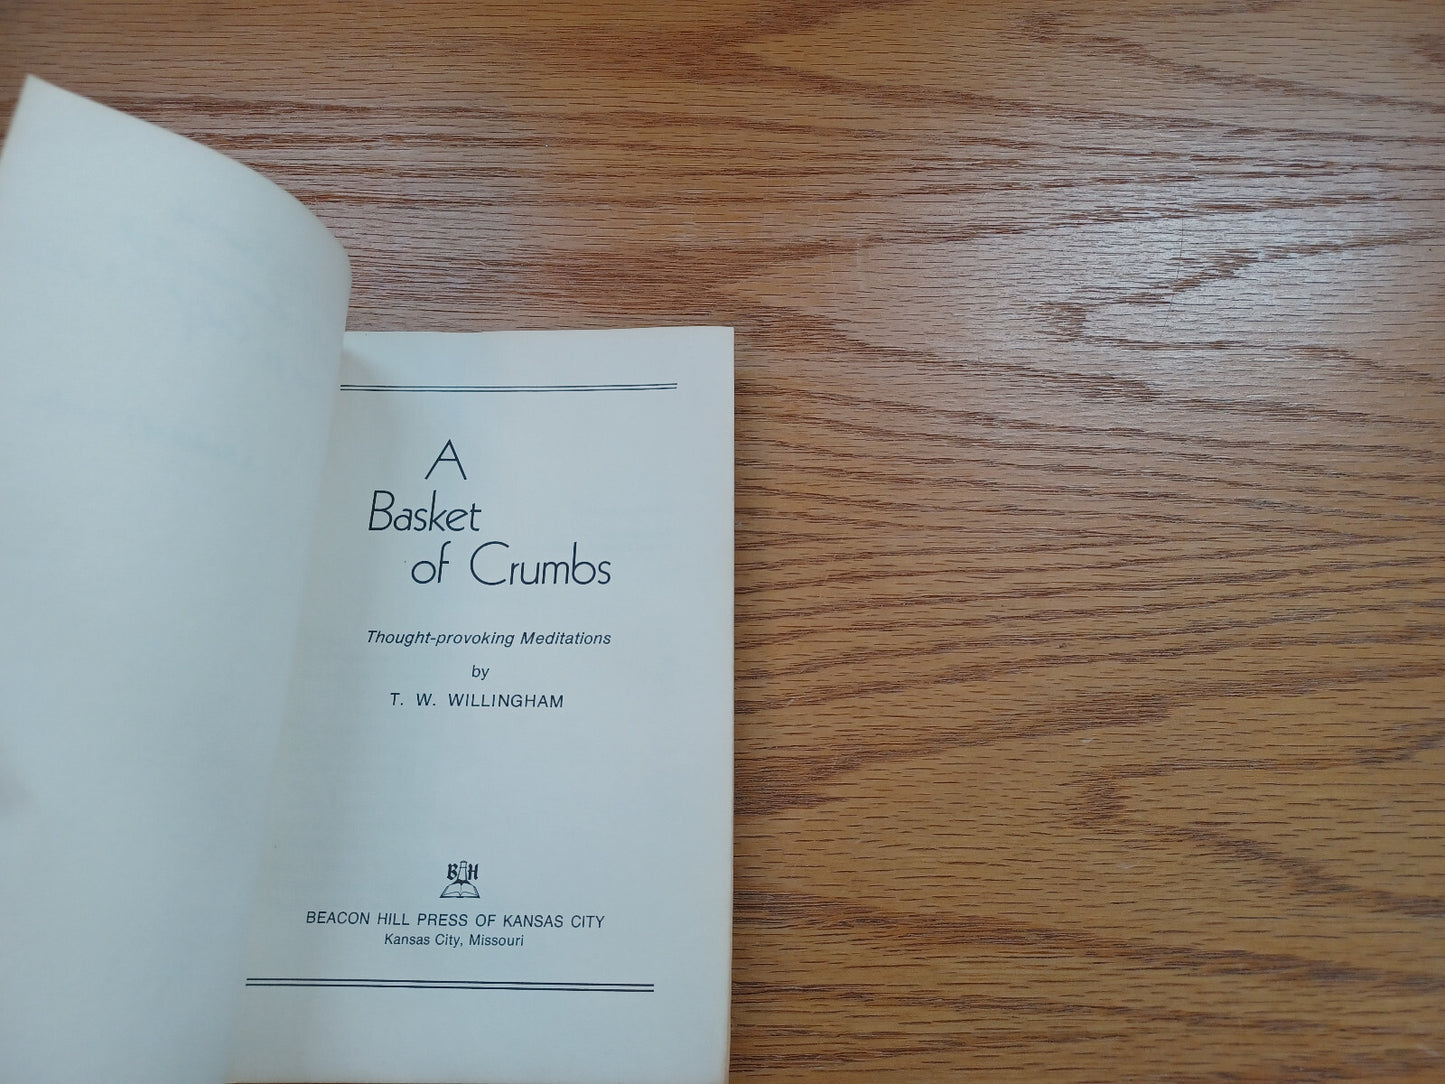 A
Basket
of Crumbs
Thought-provoking Meditations
by
T. W. WILLINGHAM
B H
BEACON HILL PRESS OF KANSAS CITY
Kansas City, Missouri